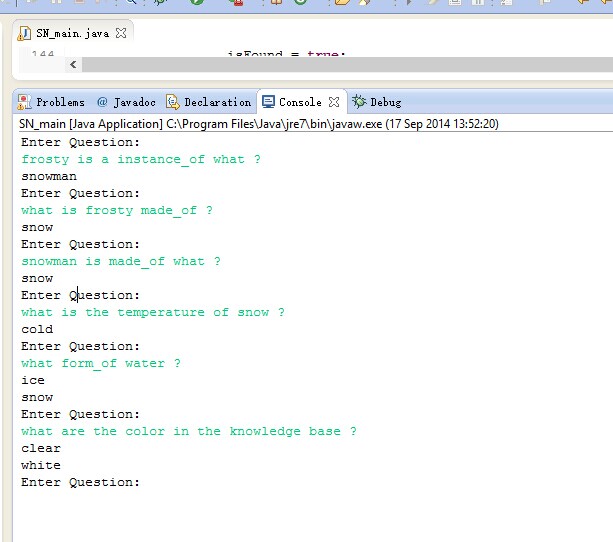 SN_main.java
144 isFound = true;
Problems @ Javadoc Declaration Console Debug
SN_main [Java Application] C:\Program Files\Java\jre7\bin\javaw.exe (17 Sep 2014 13:52:20)
Enter Question:
frosty is a instance_of what ?
snowman
Enter Question:
what is frosty made_of ?
snow
Enter Question:
snowman is made_of what ?
snow
Enter Question:
what is the temperature of snow ?
cold
Enter Question:
what form_of water ?
ice
snow
Enter Question:
what are the color in the knowledge base ?
clear
white
Enter Question: